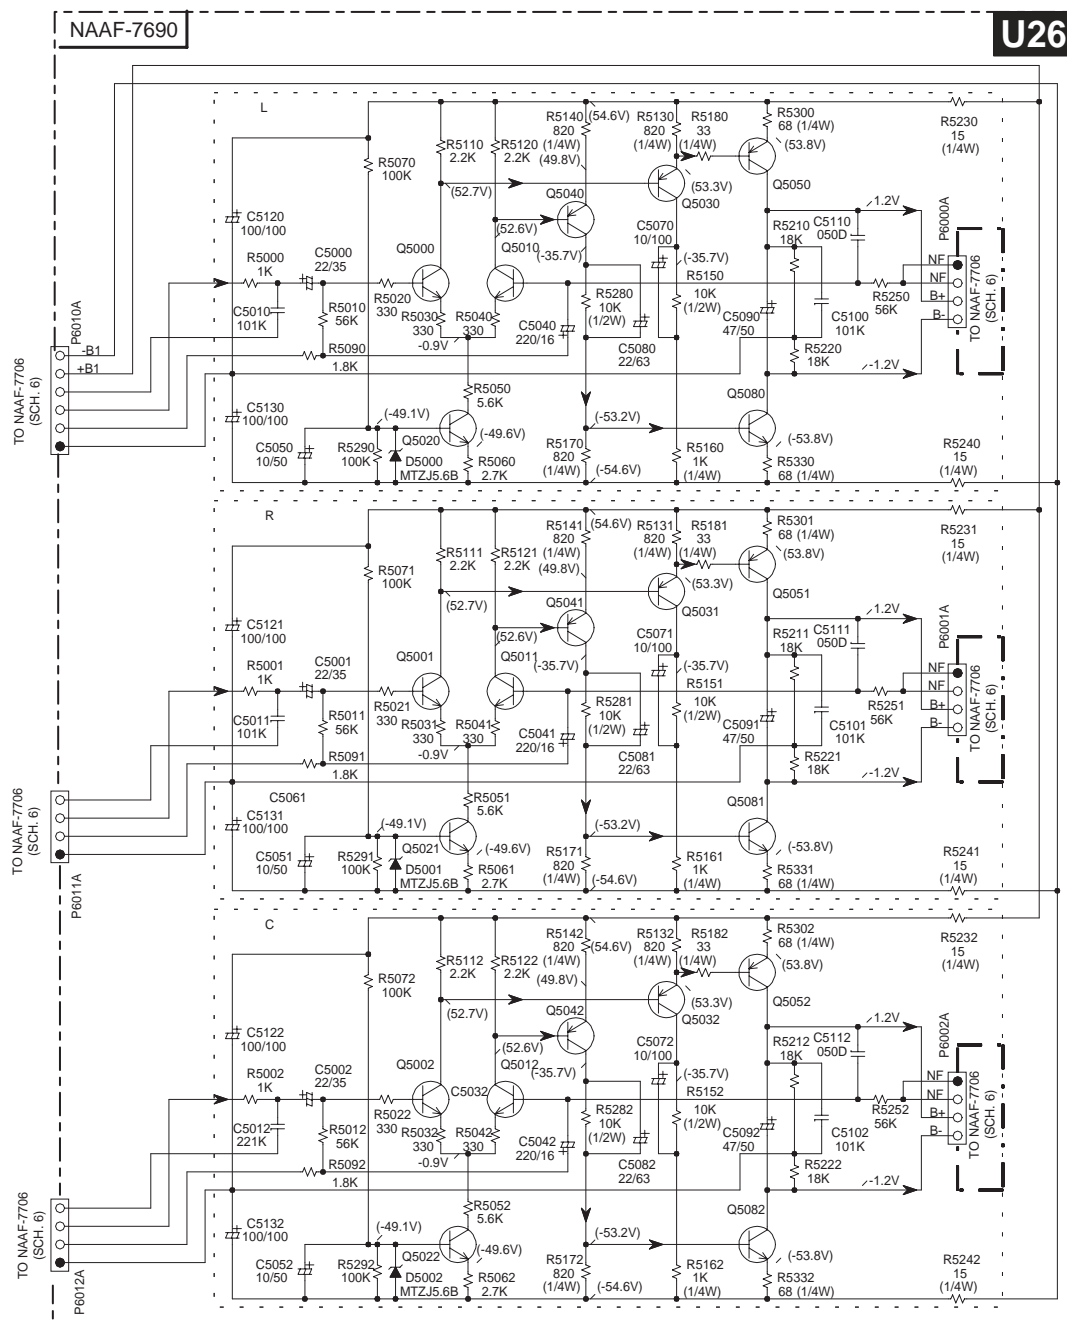 NAAF-7690
U26
L
R5140
820
(1/4W)
(49.8V)
(54.6V)
R5130
820
(1/4W)
R5180
33
(1/4W)
R5300
68 (1/4W)
(53.8V)
R5230
15
(1/4W)
R5110
2.2K
R5120
2.2K
R5070
100K
(52.7V)
Q5040
(53.3V)
Q5030
Q5050
C5120
100/100
(52.6V)
Q5000
Q5010
(-35.7V)
C5070
10/100
(-35.7V)
R5150
10K
(1/2W)
R5210
18K
C5110
050D
1.2V
P6000A
R5000
1K
C5000
22/35
C5010
101K
R5010
56K
R5020
330
R5030
330
R5040
330
-0.9V
C5040
220/16
R5280
10K
(1/2W)
C5080
22/63
C5090
47/50
C5100
101K
R5250
56K
NF
NF
B+
B-
TO NAAF-7706
(SCH. 6)
P6010A
-B1
+B1
TO NAAF-7706
(SCH. 6)
R5090
1.8K
R5220
18K
-1.2V
C5130
100/100
R5050
5.6K
Q5080
(-49.1V)
C5050
10/50
R5290
100K
Q5020
D5000
MTZJ5.6B
(-49.6V)
R5060
2.7K
(-53.2V)
R5170
820
(1/4W)
(-54.6V)
R5160
1K
(1/4W)
(-53.8V)
R5330
68 (1/4W)
R5240
15
(1/4W)
R
R5141
820
(1/4W)
(49.8V)
(54.6V)
R5131
820
(1/4W)
R5181
33
(1/4W)
R5301
68 (1/4W)
(53.8V)
R5231
15
(1/4W)
R5111
2.2K
R5121
2.2K
R5071
100K
(52.7V)
Q5041
(53.3V)
Q5031
Q5051
C5121
100/100
(52.6V)
Q5001
Q5011
(-35.7V)
C5071
10/100
(-35.7V)
R5151
10K
(1/2W)
R5211
18K
C5111
050D
1.2V
P6001A
R5001
1K
C5001
22/35
C5011
101K
R5011
56K
R5021
330
R5031
330
R5041
330
-0.9V
C5041
220/16
R5281
10K
(1/2W)
C5081
22/63
C5091
47/50
C5101
101K
R5251
56K
NF
NF
B+
B-
TO NAAF-7706
(SCH. 6)
R5091
1.8K
R5221
18K
-1.2V
TO NAAF-7706
(SCH. 6)
P6011A
C5061
C5131
100/100
R5051
5.6K
Q5081
(-49.1V)
C5051
10/50
R5291
100K
Q5021
D5001
MTZJ5.6B
(-49.6V)
R5061
2.7K
(-53.2V)
R5171
820
(1/4W)
(-54.6V)
R5161
1K
(1/4W)
(-53.8V)
R5331
68 (1/4W)
R5241
15
(1/4W)
C
R5142
820
(1/4W)
(49.8V)
(54.6V)
R5132
820
(1/4W)
R5182
33
(1/4W)
R5302
68 (1/4W)
(53.8V)
R5232
15
(1/4W)
R5112
2.2K
R5122
2.2K
R5072
100K
(52.7V)
Q5042
(53.3V)
Q5032
Q5052
C5122
100/100
(52.6V)
Q5002
C5032
Q5012
(-35.7V)
C5072
10/100
(-35.7V)
R5152
10K
(1/2W)
R5212
18K
C5112
050D
1.2V
P6002A
R5002
1K
C5002
22/35
C5012
221K
R5012
56K
R5022
330
R5032
330
R5042
330
-0.9V
C5042
220/16
R5282
10K
(1/2W)
C5082
22/63
C5092
47/50
C5102
101K
R5252
56K
NF
NF
B+
B-
TO NAAF-7706
(SCH. 6)
R5092
1.8K
R5222
18K
-1.2V
TO NAAF-7706
(SCH. 6)
P6012A
C5132
100/100
R5052
5.6K
Q5082
(-49.1V)
C5052
10/50
R5292
100K
Q5022
D5002
MTZJ5.6B
(-49.6V)
R5062
2.7K
(-53.2V)
R5172
820
(1/4W)
(-54.6V)
R5162
1K
(1/4W)
(-53.8V)
R5332
68 (1/4W)
R5242
15
(1/4W)